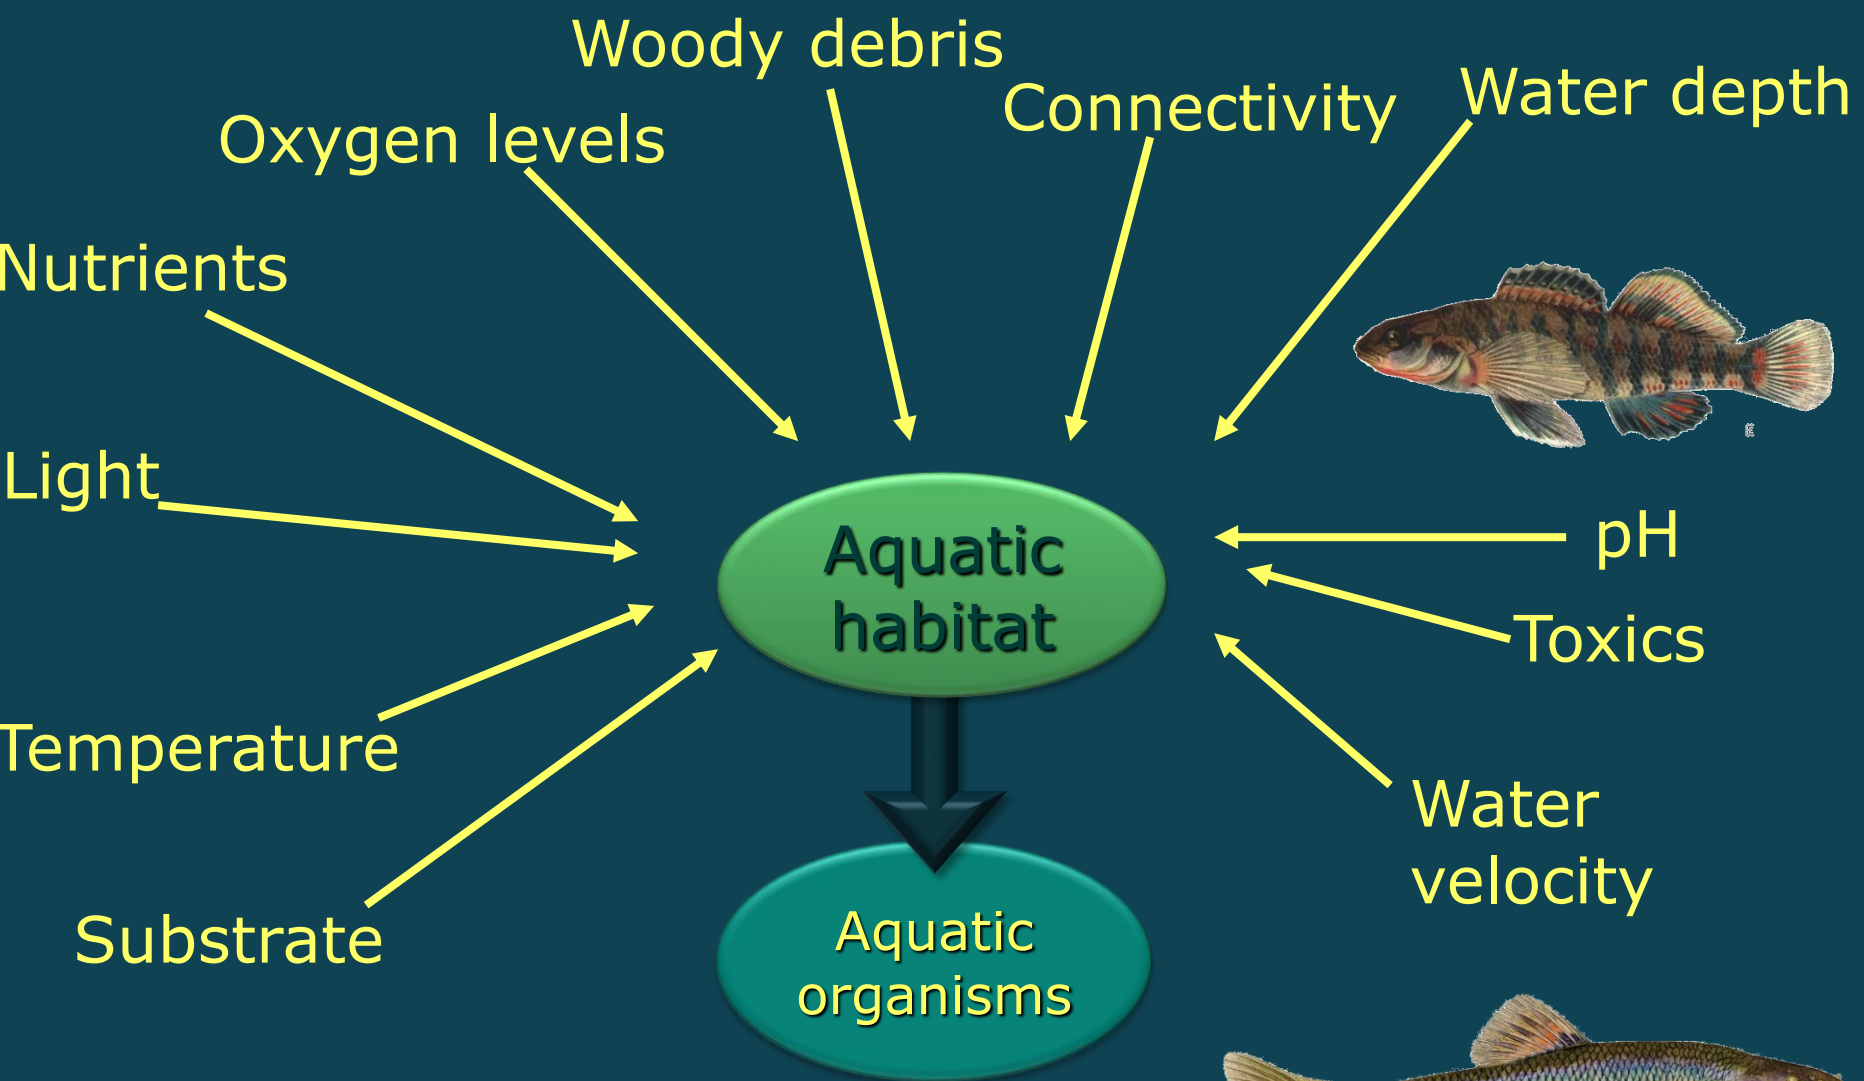 Woody debris
Connectivity
Water depth
Oxygen levels
Nutrients
Light
Aquatic
habitat
pH
Toxics
Temperature
Water
velocity
Substrate
Aquatic
organisms